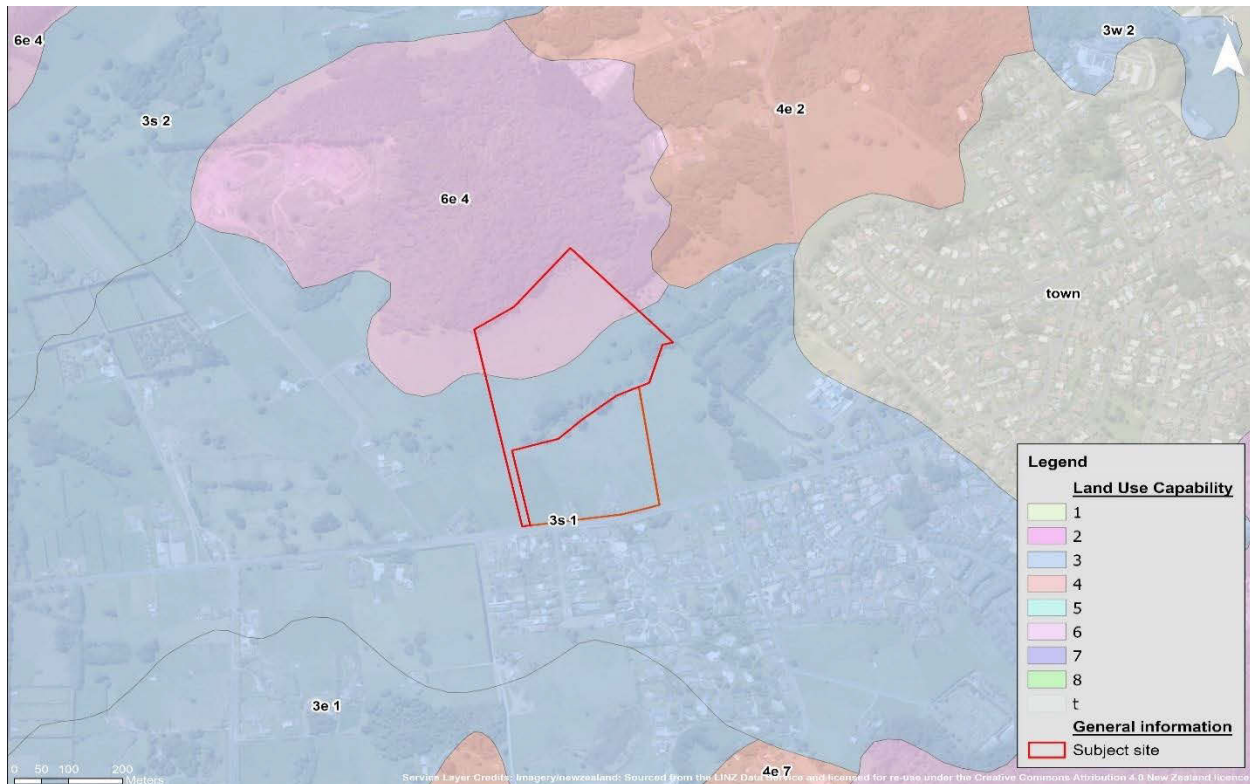 6e 4
3w 2
N
3s 2
4e 2
6e 4
town
3s 1
3e 1
4e 7
Legend
Land Use Capability
1
2
3
4
5
6
7
8
t
General information
Subject site
0 50 100 200
Meters
Service Layer Credits: Imagery/newzealand: Sourced from the LINZ Data Service and licensed for re-use under the Creative Commons Attribution 4.0 New Zealand licence